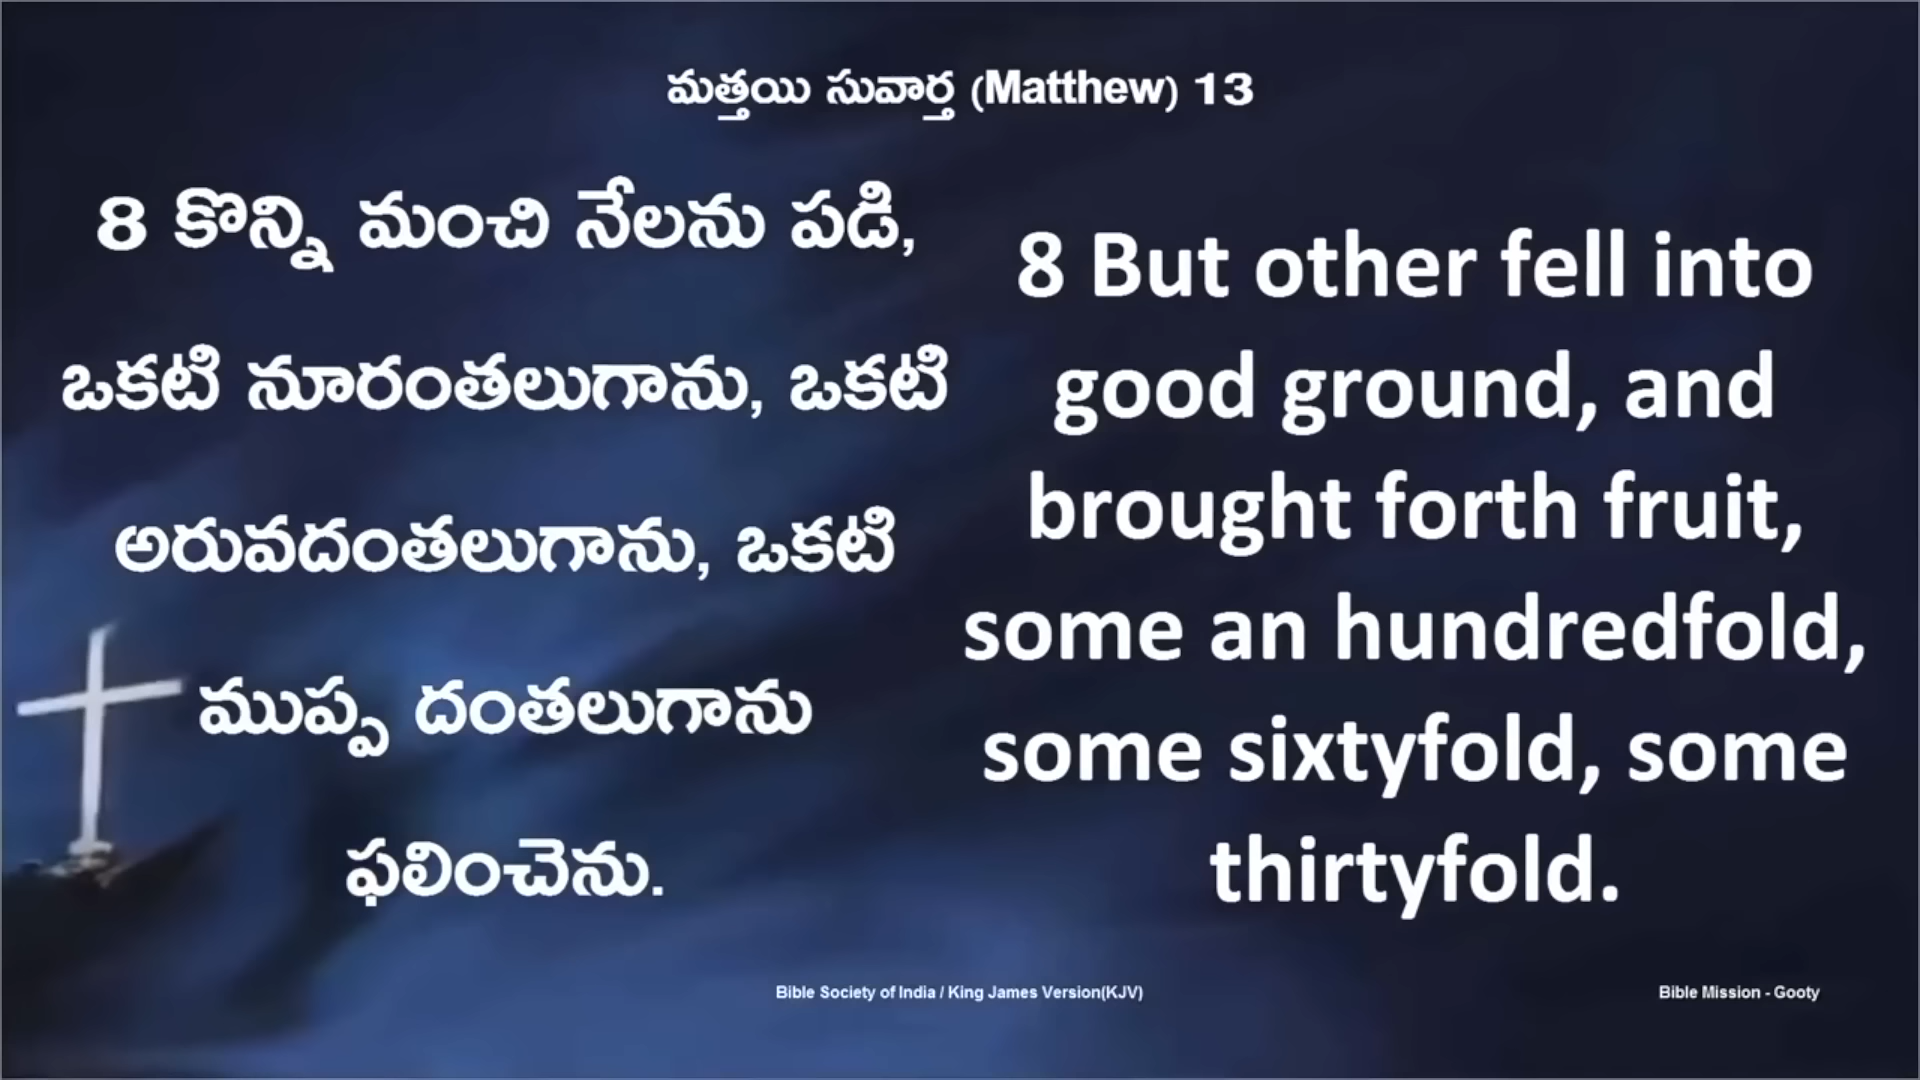 మత్తయి సువార్త (Matthew) 13
8 కొన్ని మంచి నేలను పడి,
ఒకటి నూరంతలుగాను, ఒకటి
అరువదంతలుగాను, ఒకటి
ముప్ప దంతలుగాను
ఫలించెను.
8 But other fell into
good ground, and
brought forth fruit,
some an hundredfold,
some sixtyfold, some
thirtyfold.
Bible Society of India / King James Version(KJV)
Bible Mission - Gooty